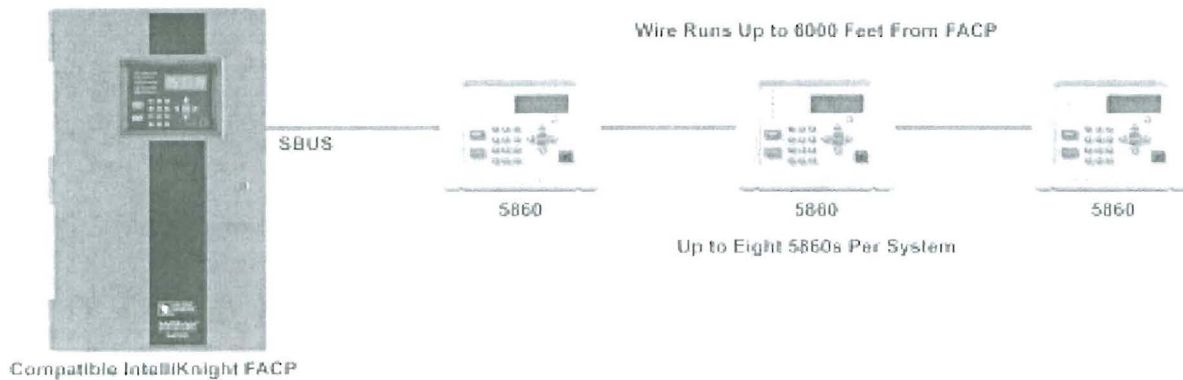 Wire Runs Up to 6000 Feet From FACP
SBUS
5860
5860
5860
Up to Eight 5860s Per System
Compatible IntelliKnight FACP